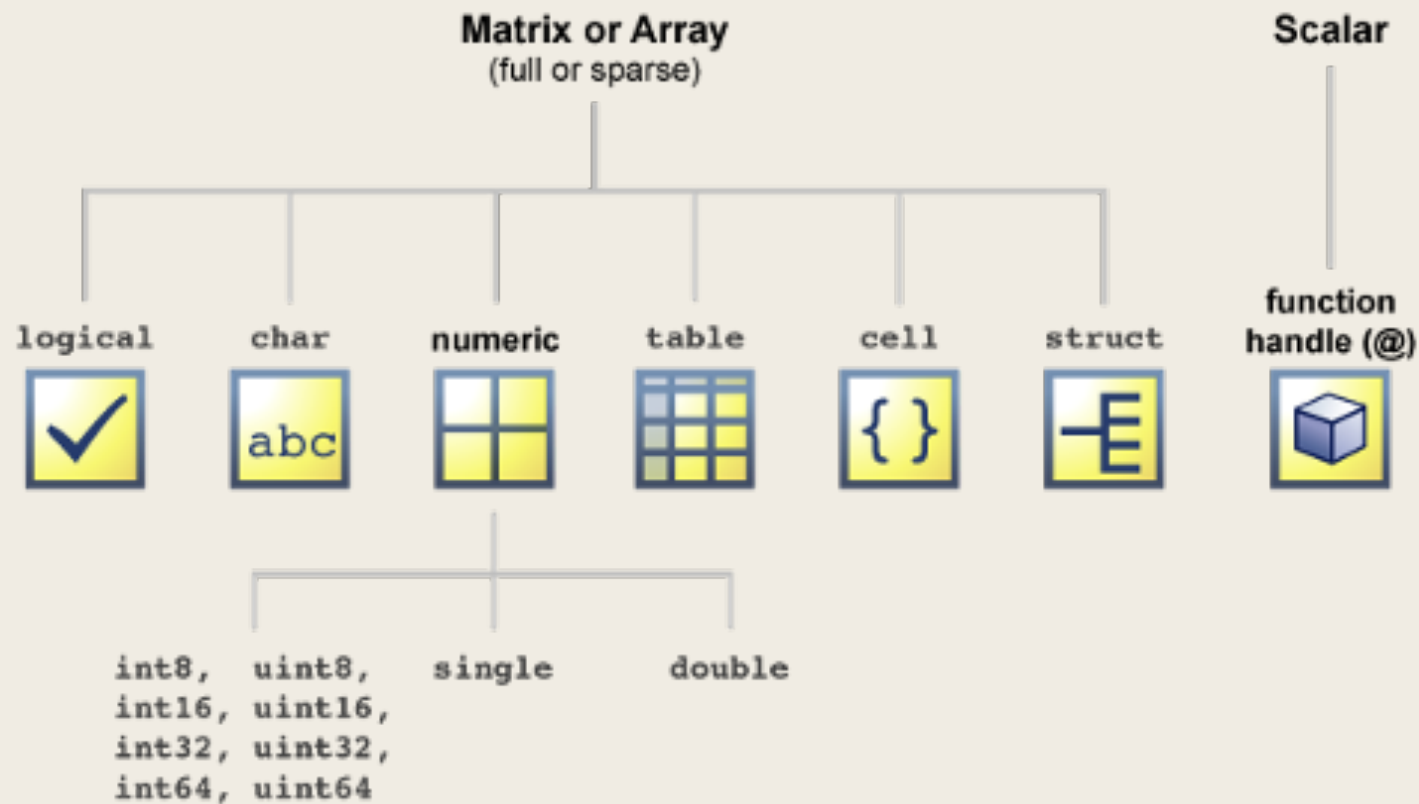 Matrix or Array
(full or sparse)
Scalar
logical
char
numeric
table
cell
struct
function
handle (@)
abc
{ }
int8, uint8,
int16, uint16,
int32, uint32,
int64, uint64
single
double